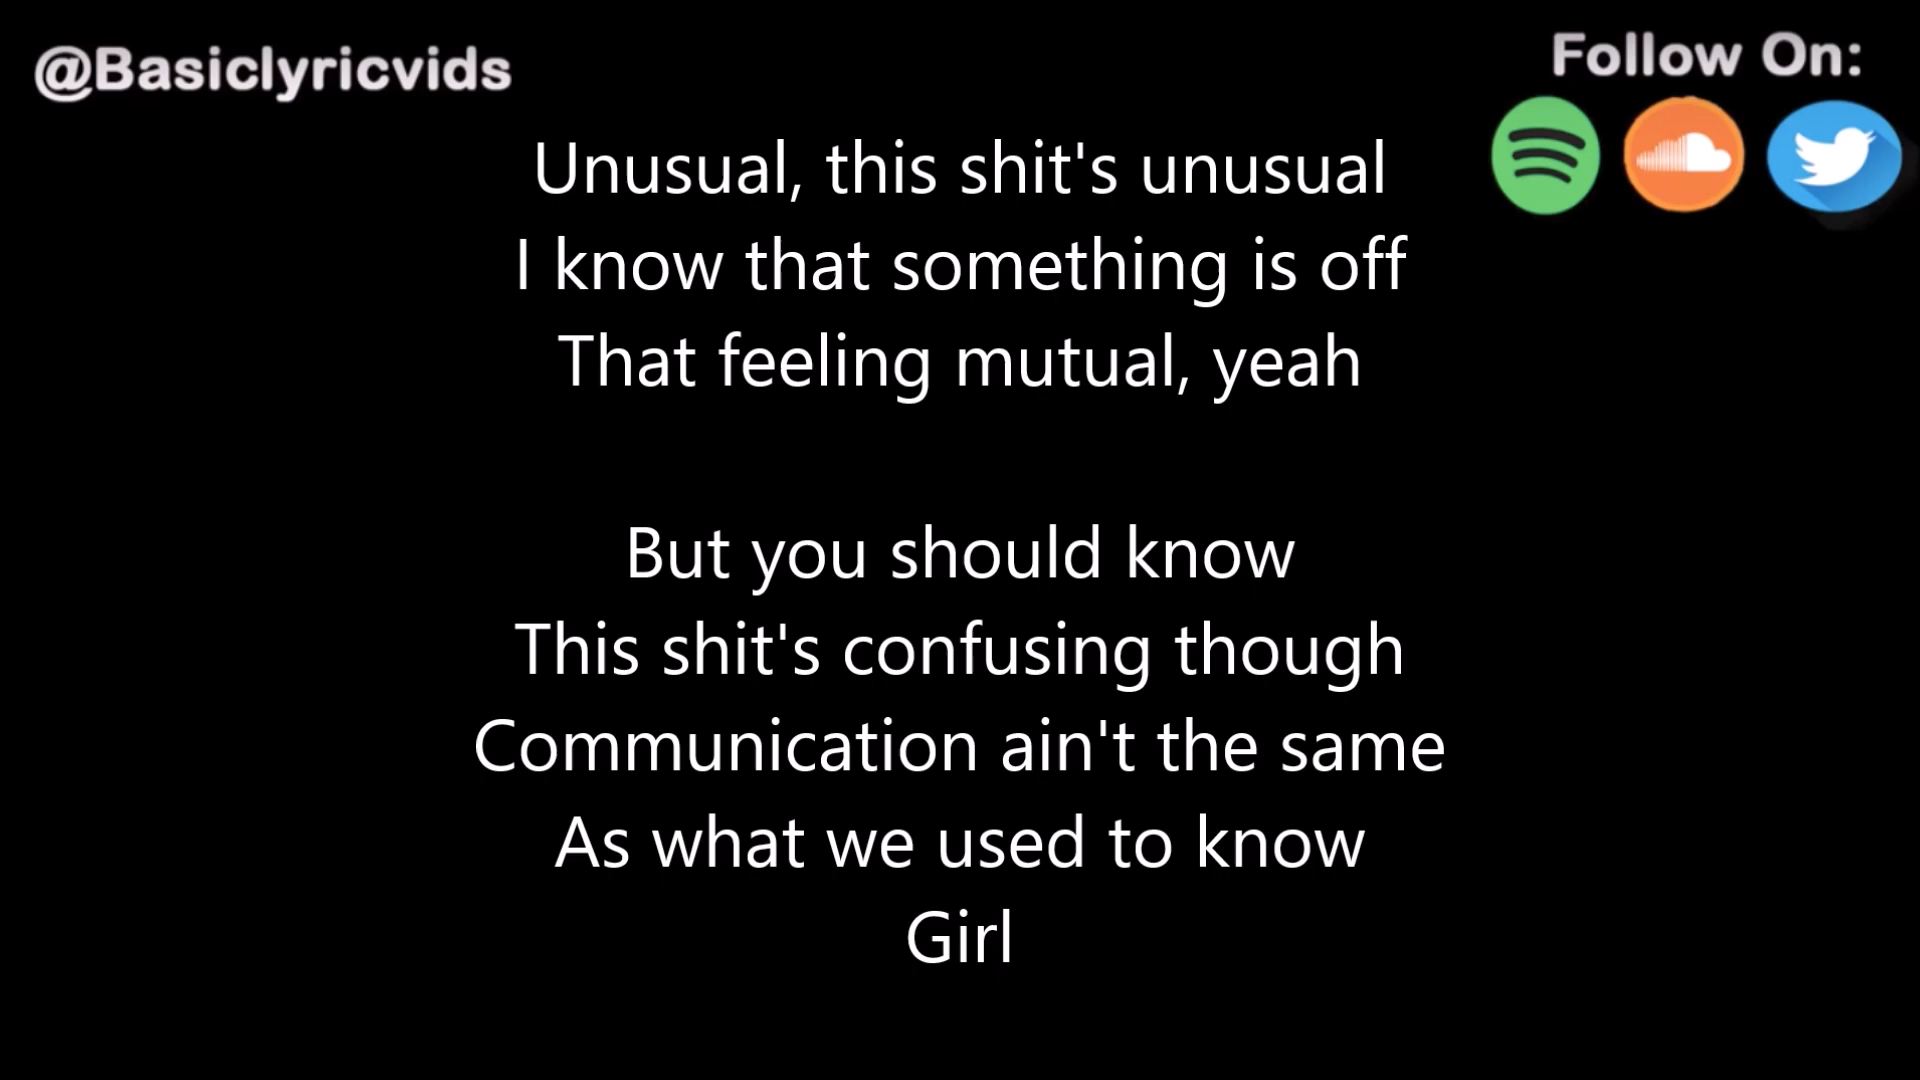 @Basiclyricvids
Follow On:
Unusual, this shit's unusual
I know that something is off
That feeling mutual, yeah
But you should know
This shit's confusing though
Communication ain't the same
As what we used to know
Girl